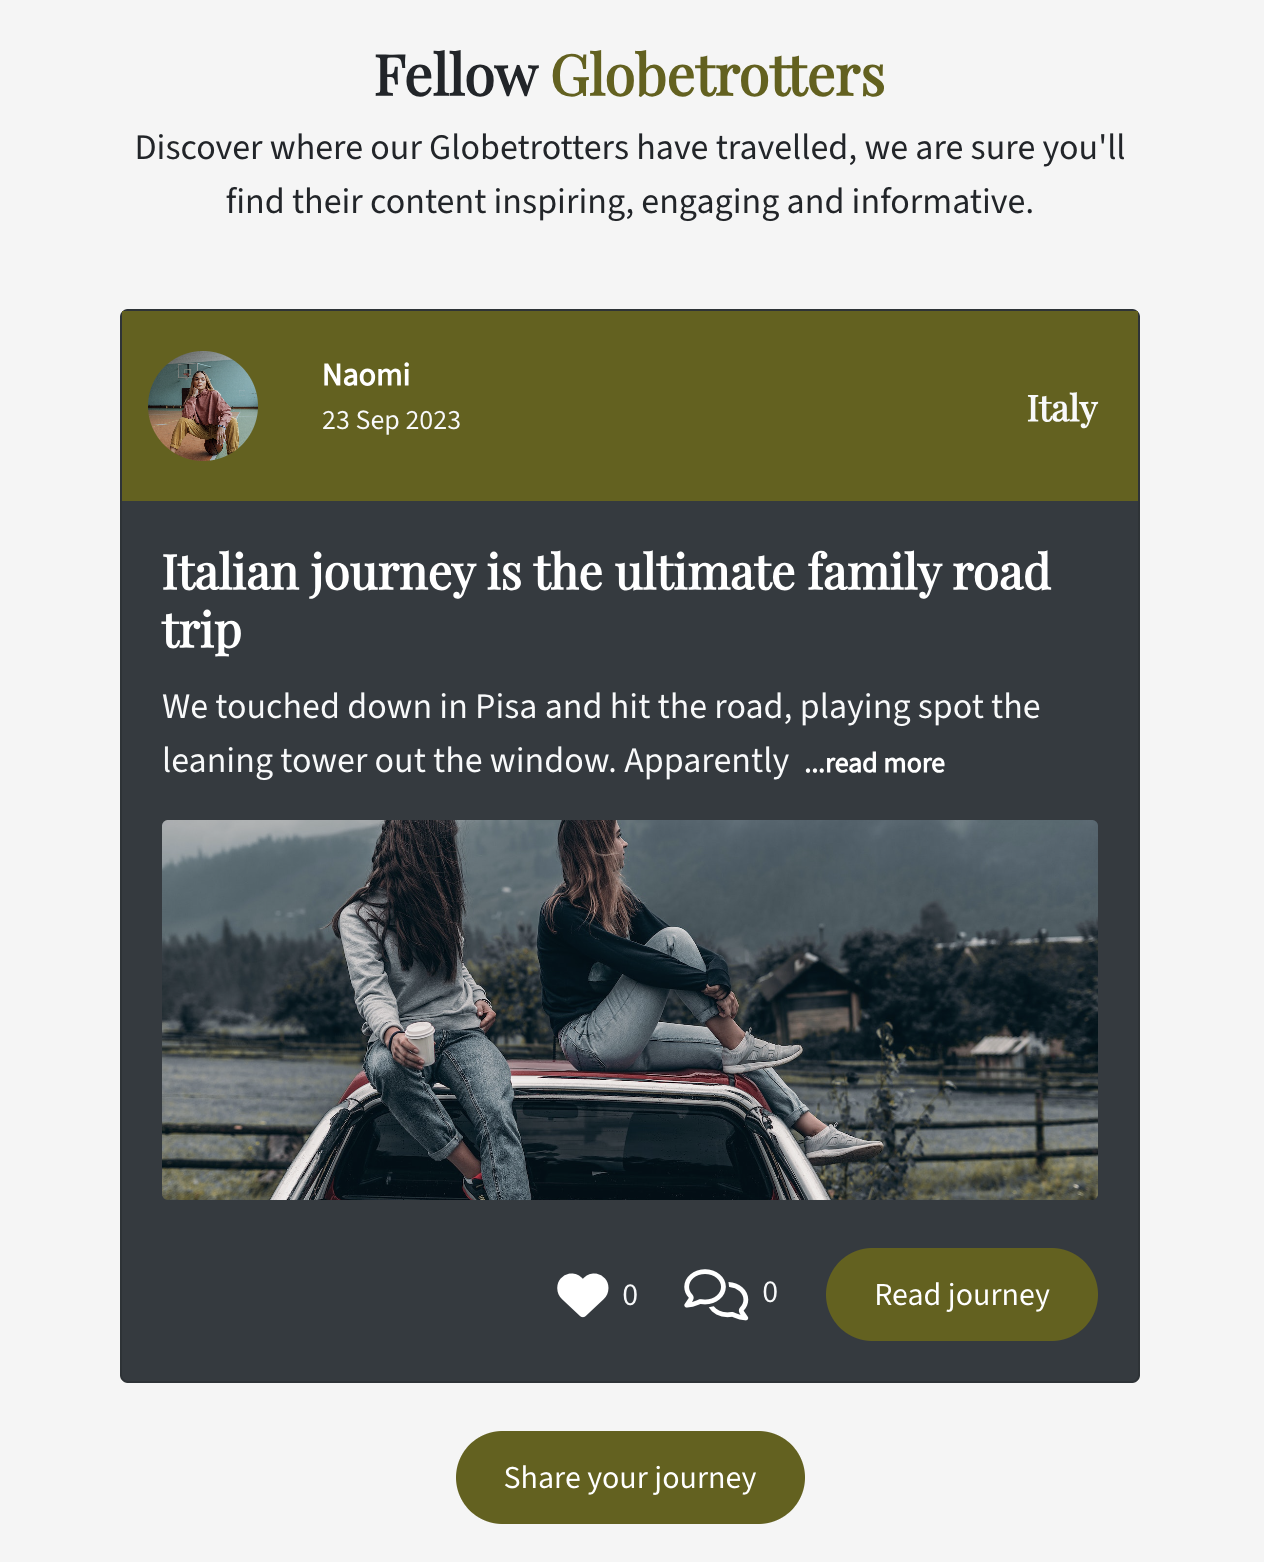 Fellow Globetrotters
Discover where our Globetrotters have travelled, we are sure you'll
find their content inspiring, engaging and informative.
Naomi
23 Sep 2023
Italy
Italian journey is the ultimate family road
trip
We touched down in Pisa and hit the road, playing spot the
leaning tower out the window. Apparently ...read more
0
0
Read journey
Share your journey